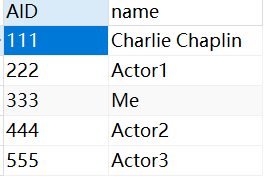 AID name
111 Charlie Chaplin
222 Actor1
333 Me
444 Actor2
555 Actor3